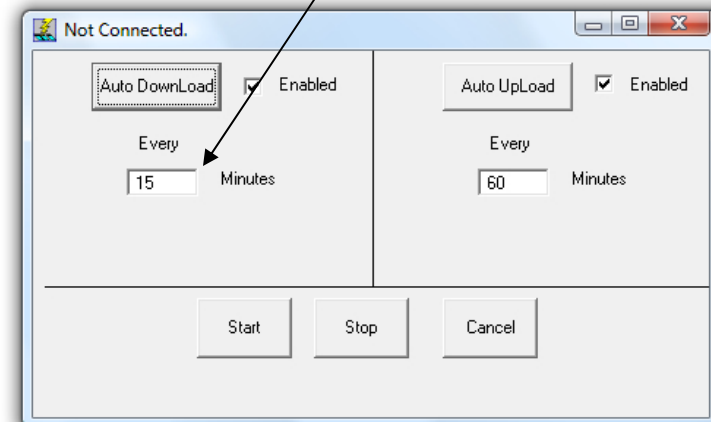 Not Connected.
Auto DownLoad Enabled
Every
15 Minutes
Auto UpLoad Enabled
Every
60 Minutes
Start Stop Cancel